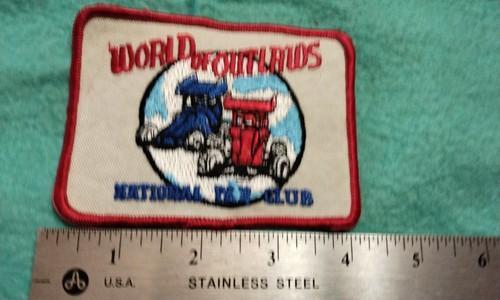 WORLD OF OUTLAWS
NATIONAL FAN CLUB
1 2 3 4 5 6
U.S.A. STAINLESS STEEL